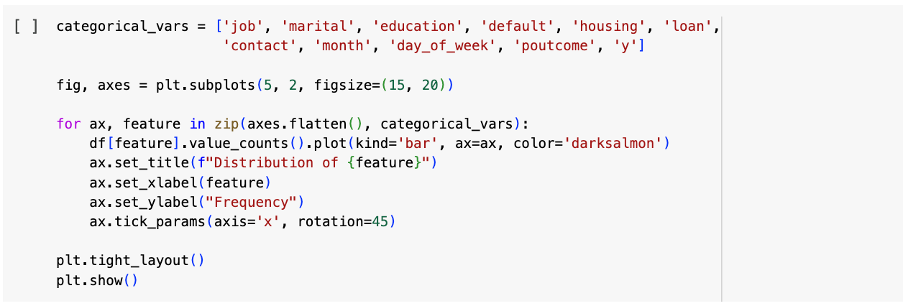 [ ] categorical_vars = ['job', 'marital', 'education', 'default', 'housing', 'loan',
'contact', 'month', 'day_of_week', 'poutcome', 'y']
fig, axes = plt.subplots(5, 2, figsize=(15, 20))
for ax, feature in zip(axes.flatten(), categorical_vars):
df[feature].value_counts().plot(kind='bar', ax=ax, color='darksalmon')
ax.set_title(f"Distribution of {feature}")
ax.set_xlabel(feature)
ax.set_ylabel("Frequency")
ax.tick_params(axis='x', rotation=45)
plt.tight_layout()
plt.show()